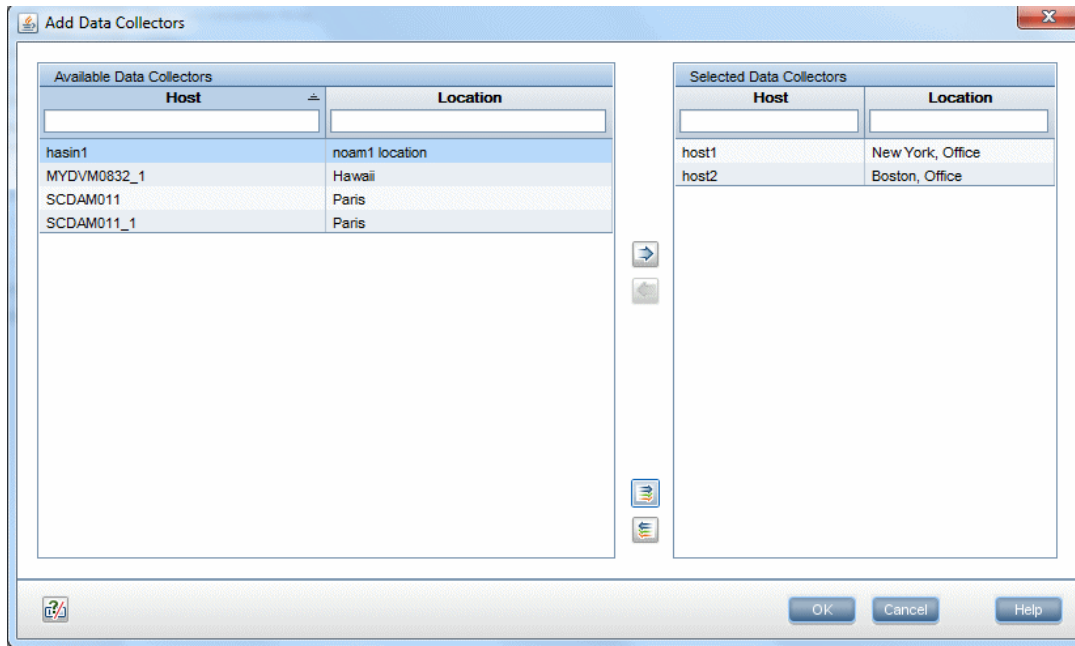 Add Data Collectors
Available Data Collectors
Host Location
hasin1 noam1 location
MYDVM0832_1 Hawaii
SCDAM011 Paris
SCDAM011_1 Paris
Selected Data Collectors
Host Location
host1 New York, Office
host2 Boston, Office
OK Cancel Help